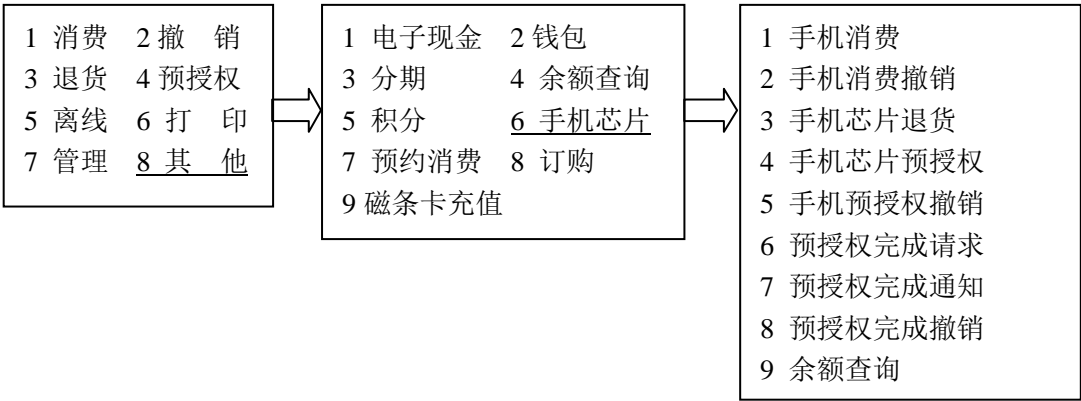 1 消费 2撤 销
3 退货 4预授权
5 离线 6 打 印
7 管理 8 其 他
1 电子现金 2钱包
3 分期 4 余额查询
5 积分 6 手机芯片
7 预约消费 8 订购
9磁条卡充值
1 手机消费
2 手机消费撤销
3 手机芯片退货
4 手机芯片预授权
5 手机预授权撤销
6 预授权完成请求
7 预授权完成通知
8 预授权完成撤销
9 余额查询